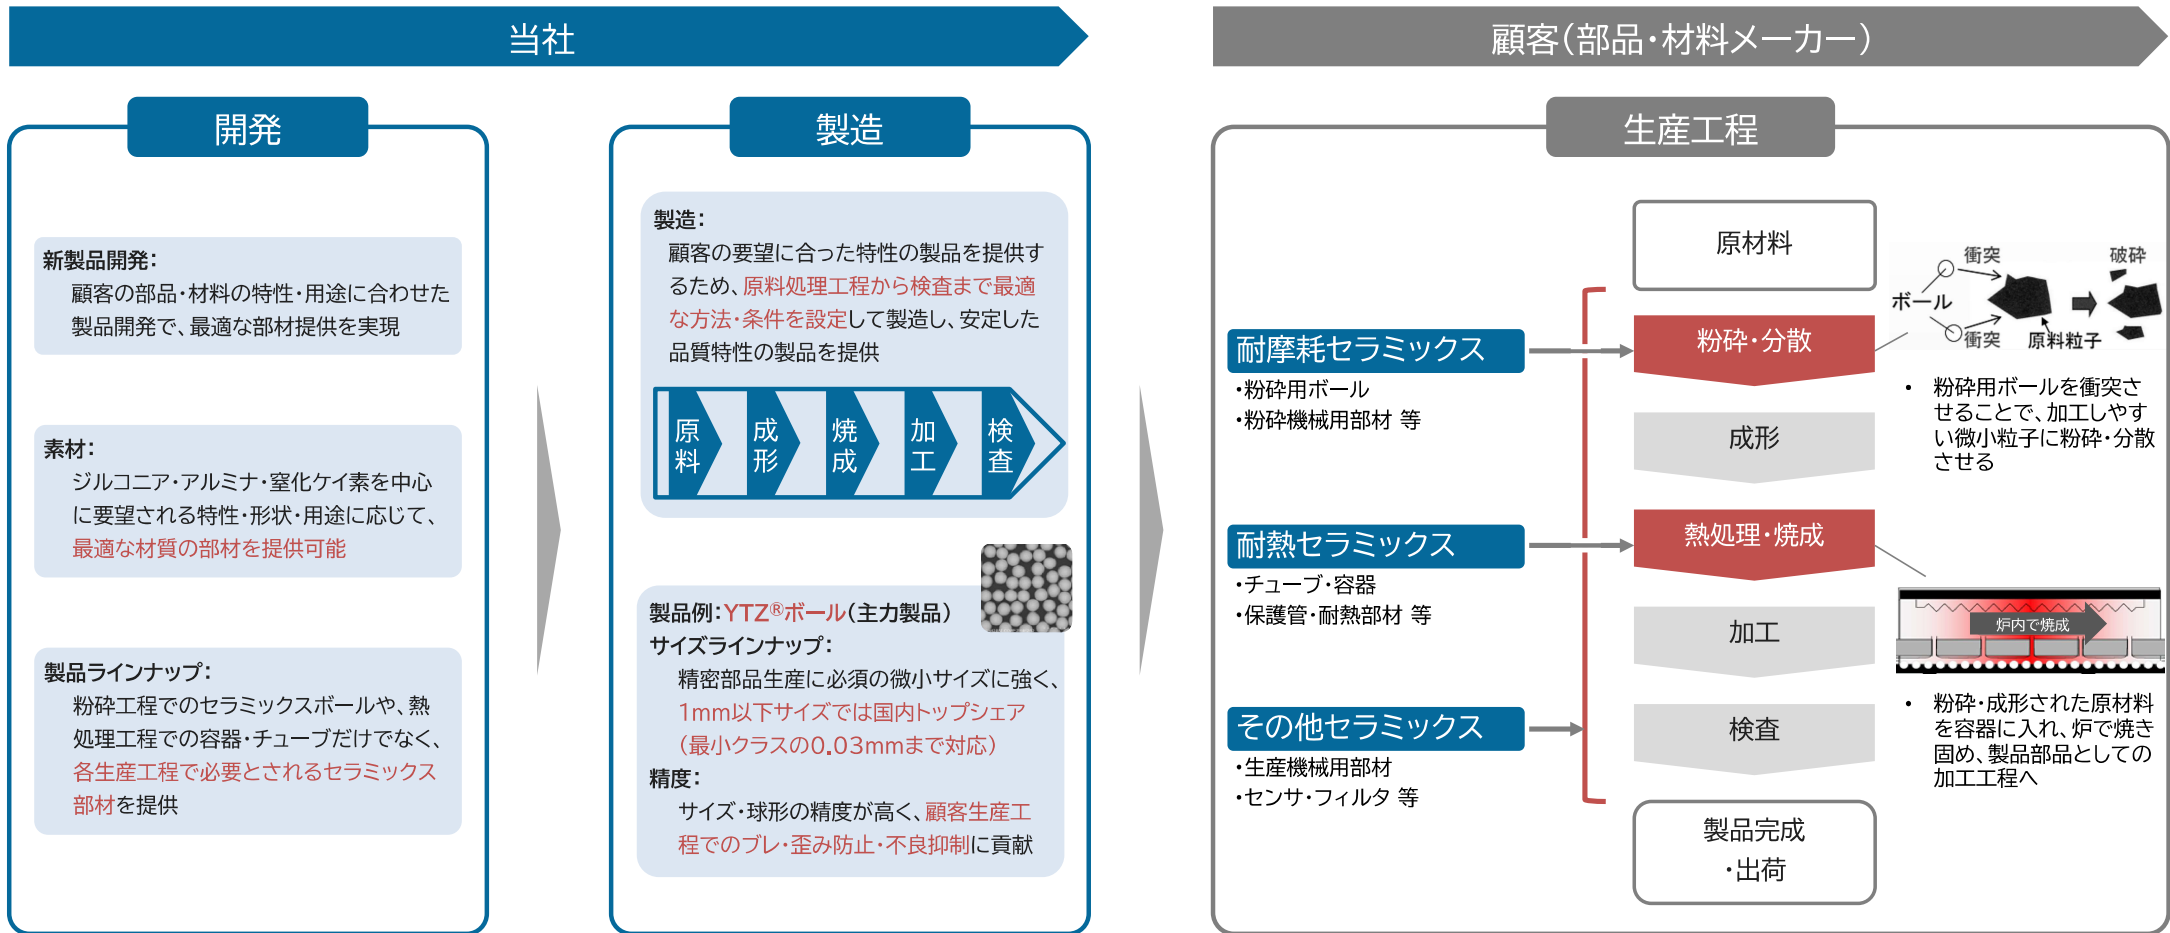 当社
顧客（部品・材料メーカー）
開発
新製品開発：
顧客の部品・材料の特性・用途に合わせた
製品開発で、最適な部材提供を実現
素材：
ジルコニア・アルミナ・窒化ケイ素を中心
に要望される特性・形状・用途に応じて、
最適な材質の部材を提供可能
製品ラインナップ：
粉砕工程でのセラミックスボールや、熱
処理工程での容器・チューブだけでなく、
各生産工程で必要とされるセラミックス
部材を提供
製造
製造：
顧客の要望に合った特性の製品を提供す
るため、原料処理工程から検査まで最適
な方法・条件を設定して製造し、安定した
品質特性の製品を提供
原料
成形
焼成
加工
検査
製品例：YTZ®ボール（主力製品）
サイズラインナップ：
精密部品生産に必須の微小サイズに強く、
1mm以下サイズでは国内トップシェア
（最小クラスの0.03mmまで対応）
精度：
サイズ・球形の精度が高く、顧客生産工
程でのブレ・歪み防止・不良抑制に貢献
生産工程
耐摩耗セラミックス
・粉砕用ボール
・粉砕機械用部材 等
耐熱セラミックス
・チューブ・容器
・保護管・耐熱部材 等
その他セラミックス
・生産機械用部材
・センサ・フィルタ 等
原材料
粉砕・分散
成形
熱処理・焼成
加工
検査
製品完成
・出荷
衝突
破砕
ボール
衝突
原料粒子
• 粉砕用ボールを衝突さ
せることで、加工しやす
い微小粒子に粉砕・分散
させる
炉内で焼成
• 粉砕・成形された原材料
を容器に入れ、炉で焼き
固め、製品部品としての
加工工程へ